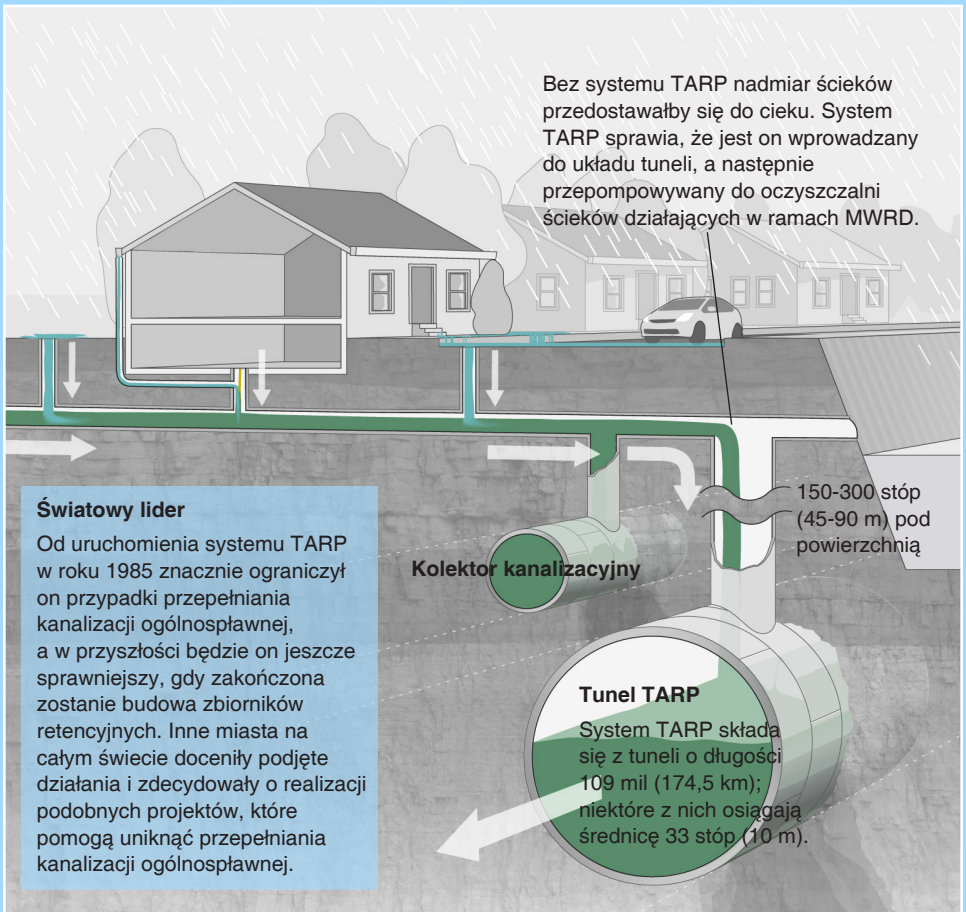 Bez systemu TARP nadmiar ścieków
przedostawałby się do cieku. System
TARP sprawia, że jest on wprowadzany
do układu tuneli, a następnie
przepompowywany do oczyszczalni
ścieków działających w ramach MWRD.
150-300 stóp
(45-90 m) pod
powierzchnią
Światowy lider
Od uruchomienia systemu TARP
w roku 1985 znacznie ograniczył
on przypadki przepełniania
kanalizacji ogólnospławnej,
a w przyszłości będzie on jeszcze
sprawniejszy, gdy zakończona
zostanie budowa zbiorników
retencyjnych. Inne miasta na
całym świecie doceniły podjęte
działania i zdecydowały o realizacji
podobnych projektów, które
pomogą uniknąć przepełniania
kanalizacji ogólnospławnej.
Kolektor kanalizacyjny
Tunel TARP
System TARP składa
się z tuneli o długości
109 mil (174,5 km);
niektóre z nich osiągają
średnicę 33 stóp (10 m).